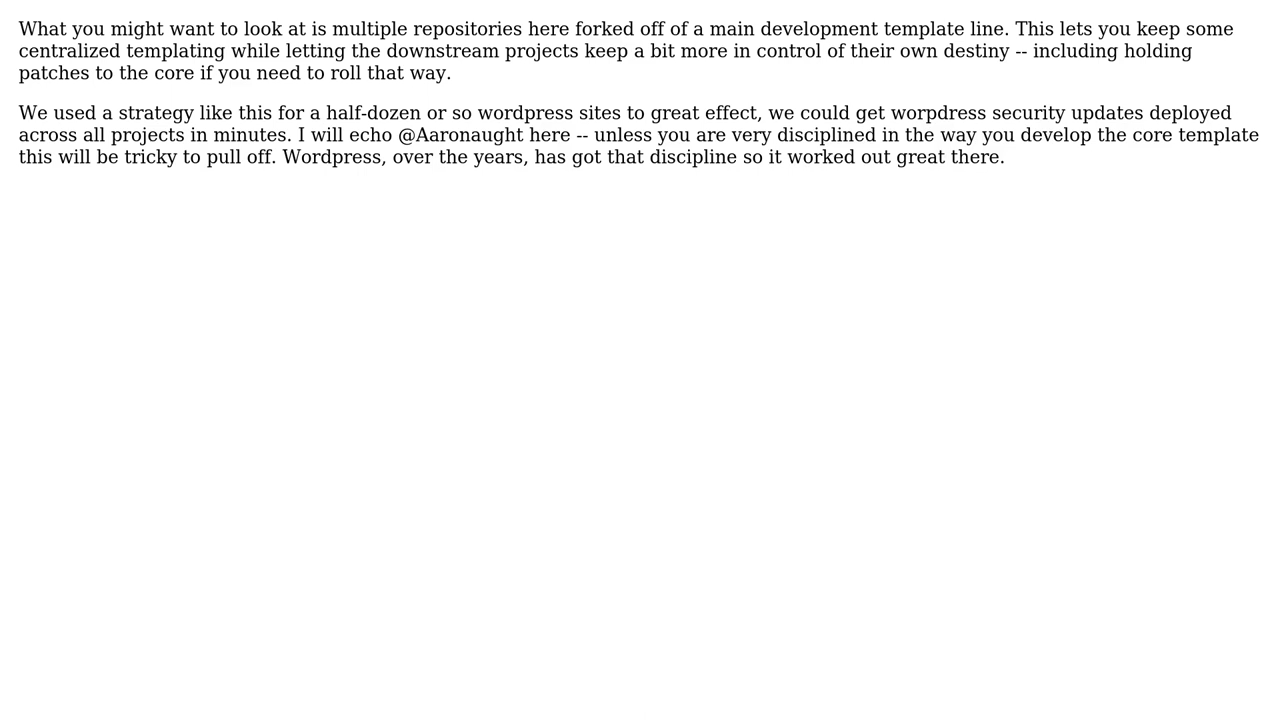 What you might want to look at is multiple repositories here forked off of a main development template line. This lets you keep some
centralized templating while letting the downstream projects keep a bit more in control of their own destiny -- including holding
patches to the core if you need to roll that way.
We used a strategy like this for a half-dozen or so wordpress sites to great effect, we could get worpdress security updates deployed
across all projects in minutes. I will echo @Aaronaught here -- unless you are very disciplined in the way you develop the core template
this will be tricky to pull off. Wordpress, over the years, has got that discipline so it worked out great there.